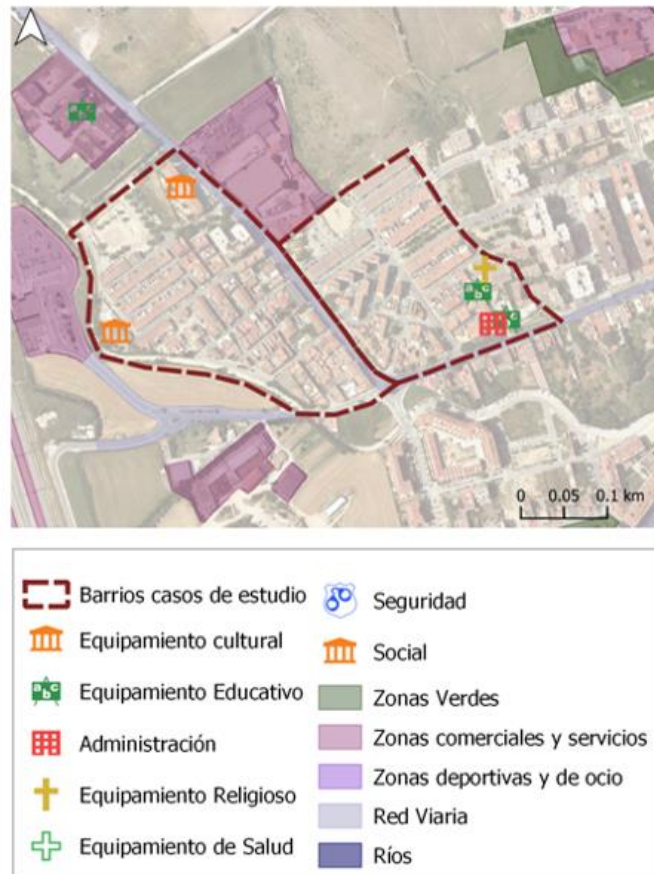 0 0.05 0.1 km
Barrios casos de estudio
Equipamiento cultural
Equipamiento Educativo
Administración
Equipamiento Religioso
Equipamiento de Salud
Seguridad
Social
Zonas Verdes
Zonas comerciales y servicios
Zonas deportivas y de ocio
Red Viaria
Ríos